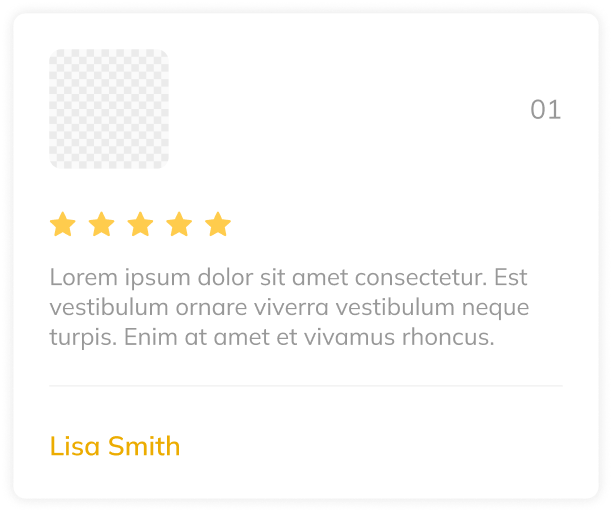 01
Lorem ipsum dolor sit amet consectetur. Est
vestibulum ornare viverra vestibulum neque
turpis. Enim at amet et vivamus rhoncus.
Lisa Smith